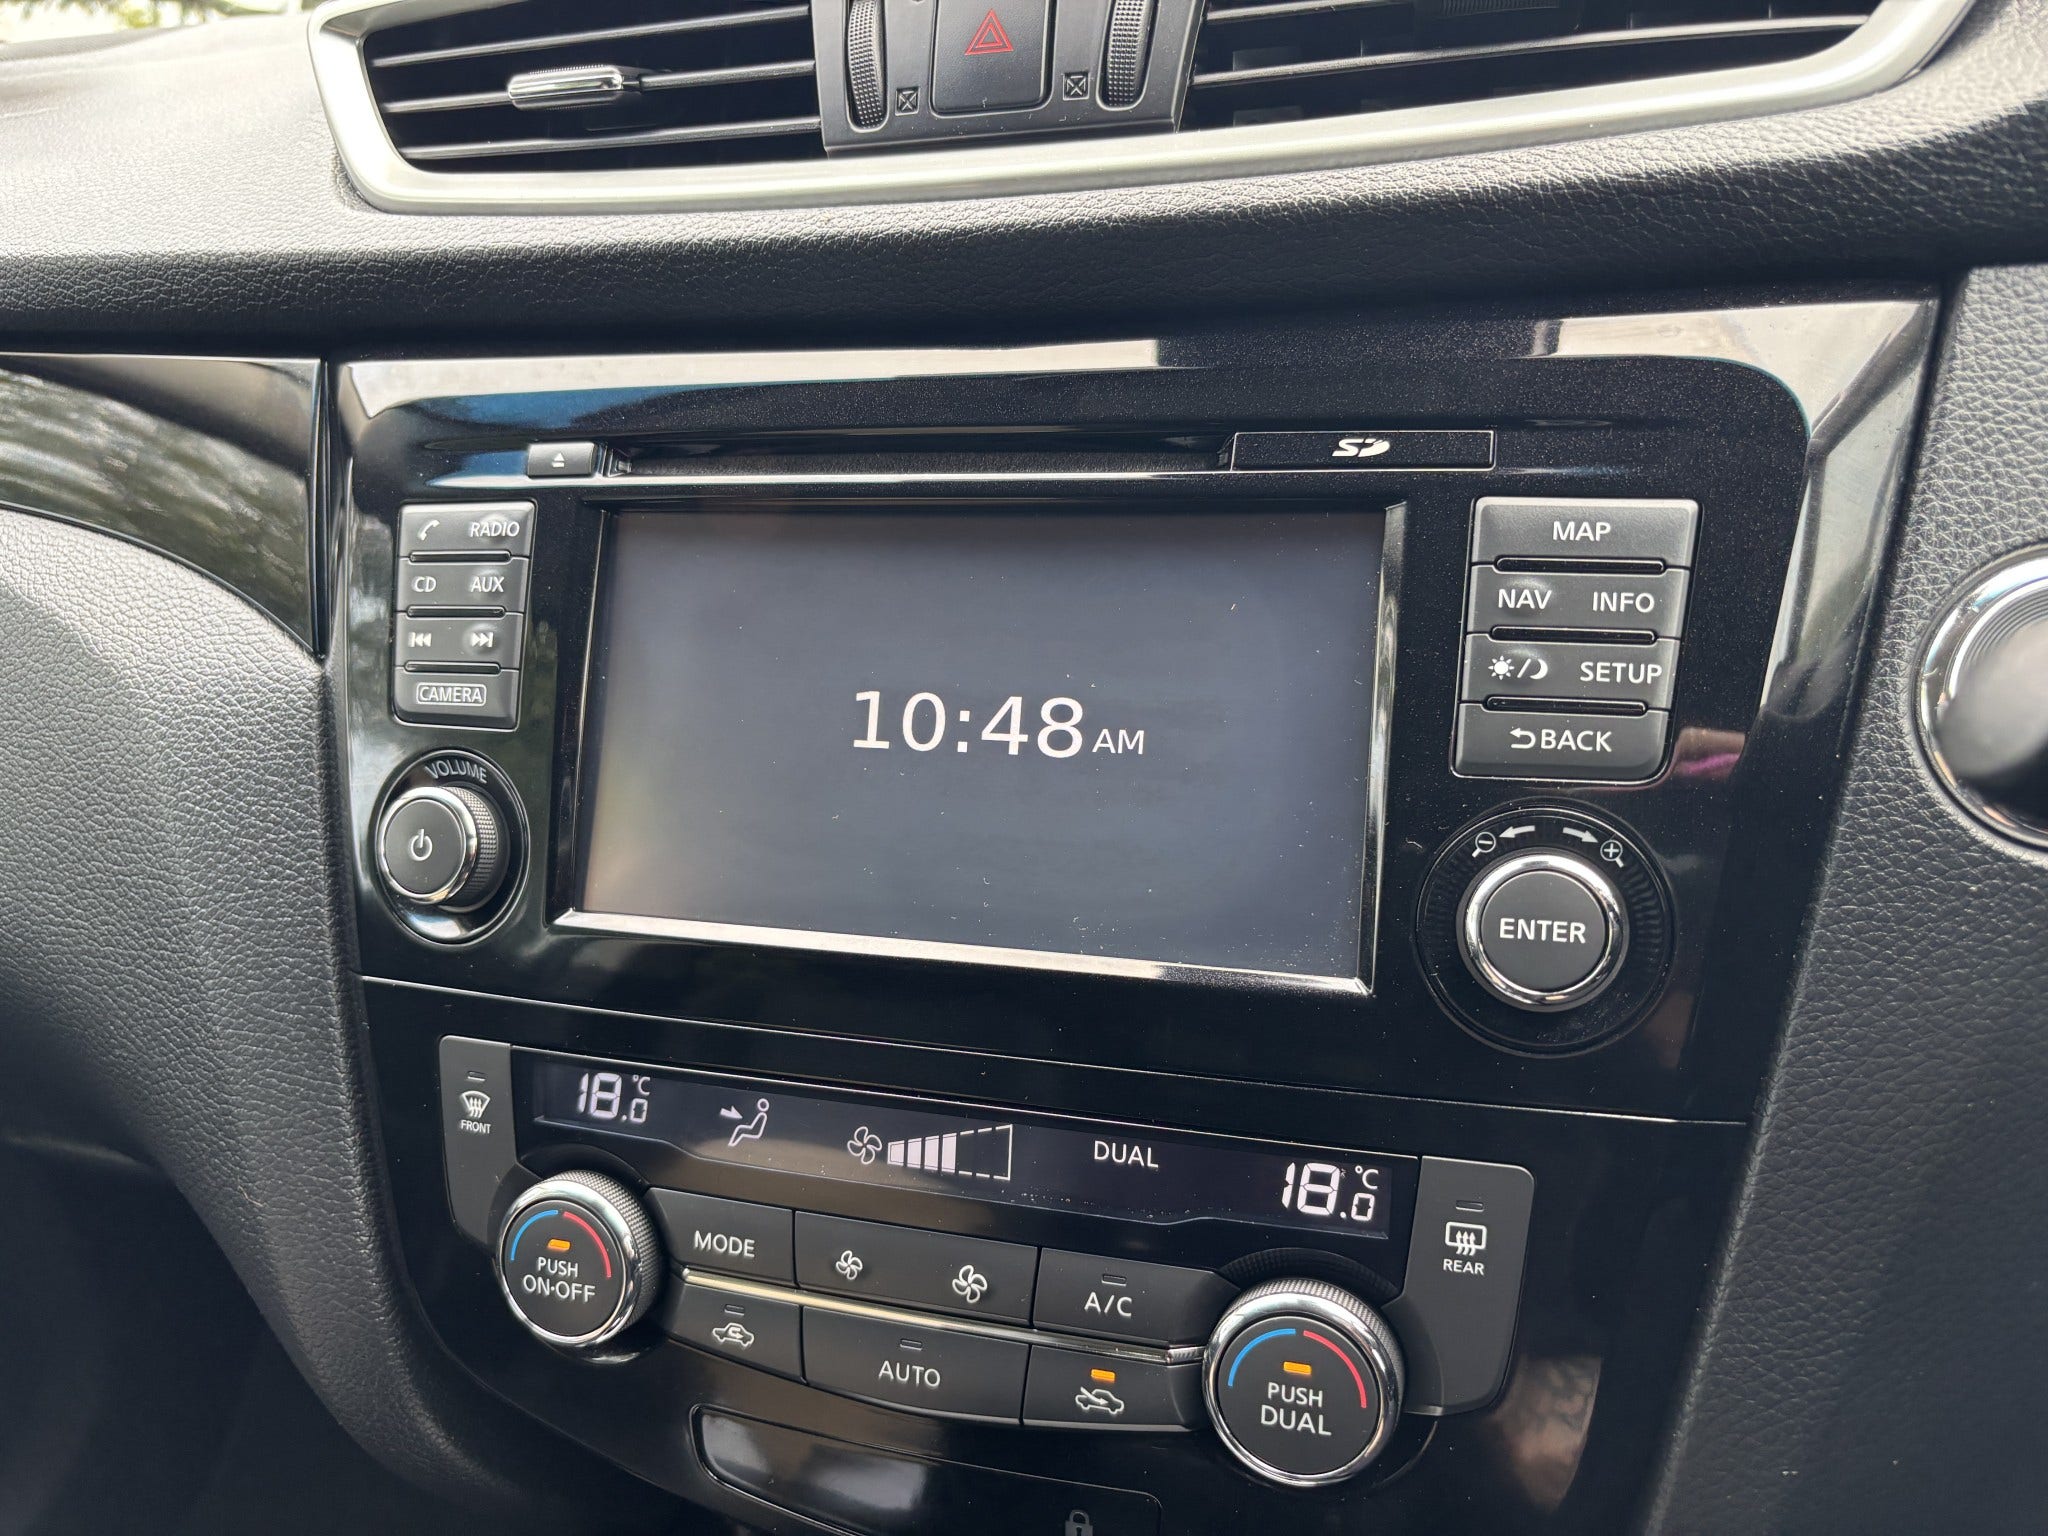 SD
RADIO
CD AUX
CAMERA
VOLUME
10:48 AM
MAP
NAV INFO
SETUP
BACK
ENTER
FRONT
18.0 °C
DUAL
18.0 °C
REAR
PUSH
ON·OFF
MODE
A/C
AUTO
PUSH
DUAL